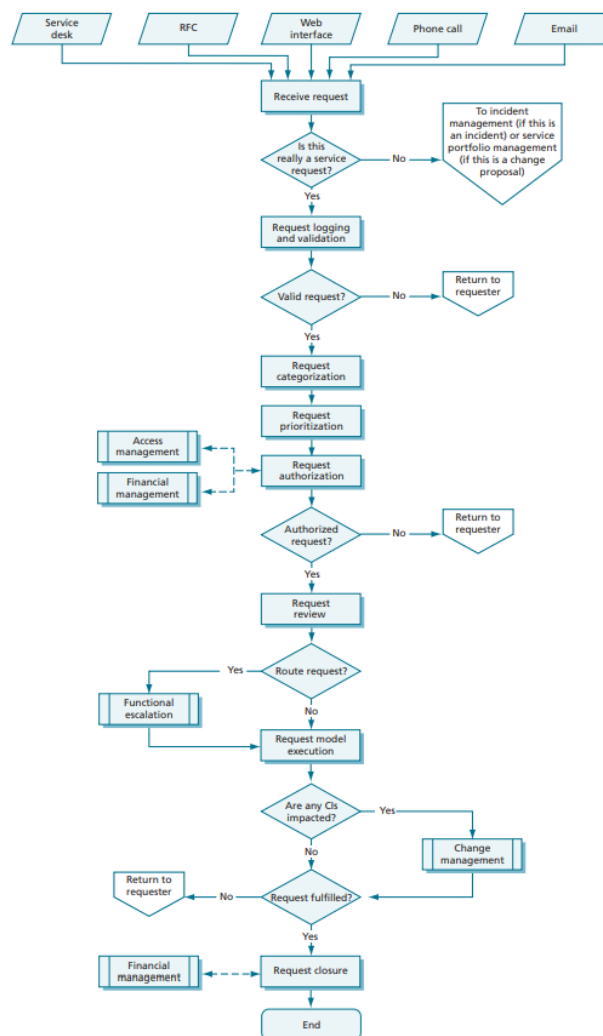 Service
desk
RFC
Web
interface
Phone call
Email
Receive request
Is this
really a service
request?
No
To incident
management (if this is
an incident) or service
portfolio management
(if this is a change
proposal)
Yes
Request logging
and validation
Valid request?
No
Return to
requester
Yes
Request
categorization
Request
prioritization
Access
management
Financial
management
Request
authorization
Authorized
request?
No
Return to
requester
Yes
Request
review
Route request?
Yes
Functional
escalation
No
Request model
execution
Are any CIs
impacted?
Yes
Change
management
No
Request fulfilled?
No
Return to
requester
Yes
Financial
management
Request closure
End